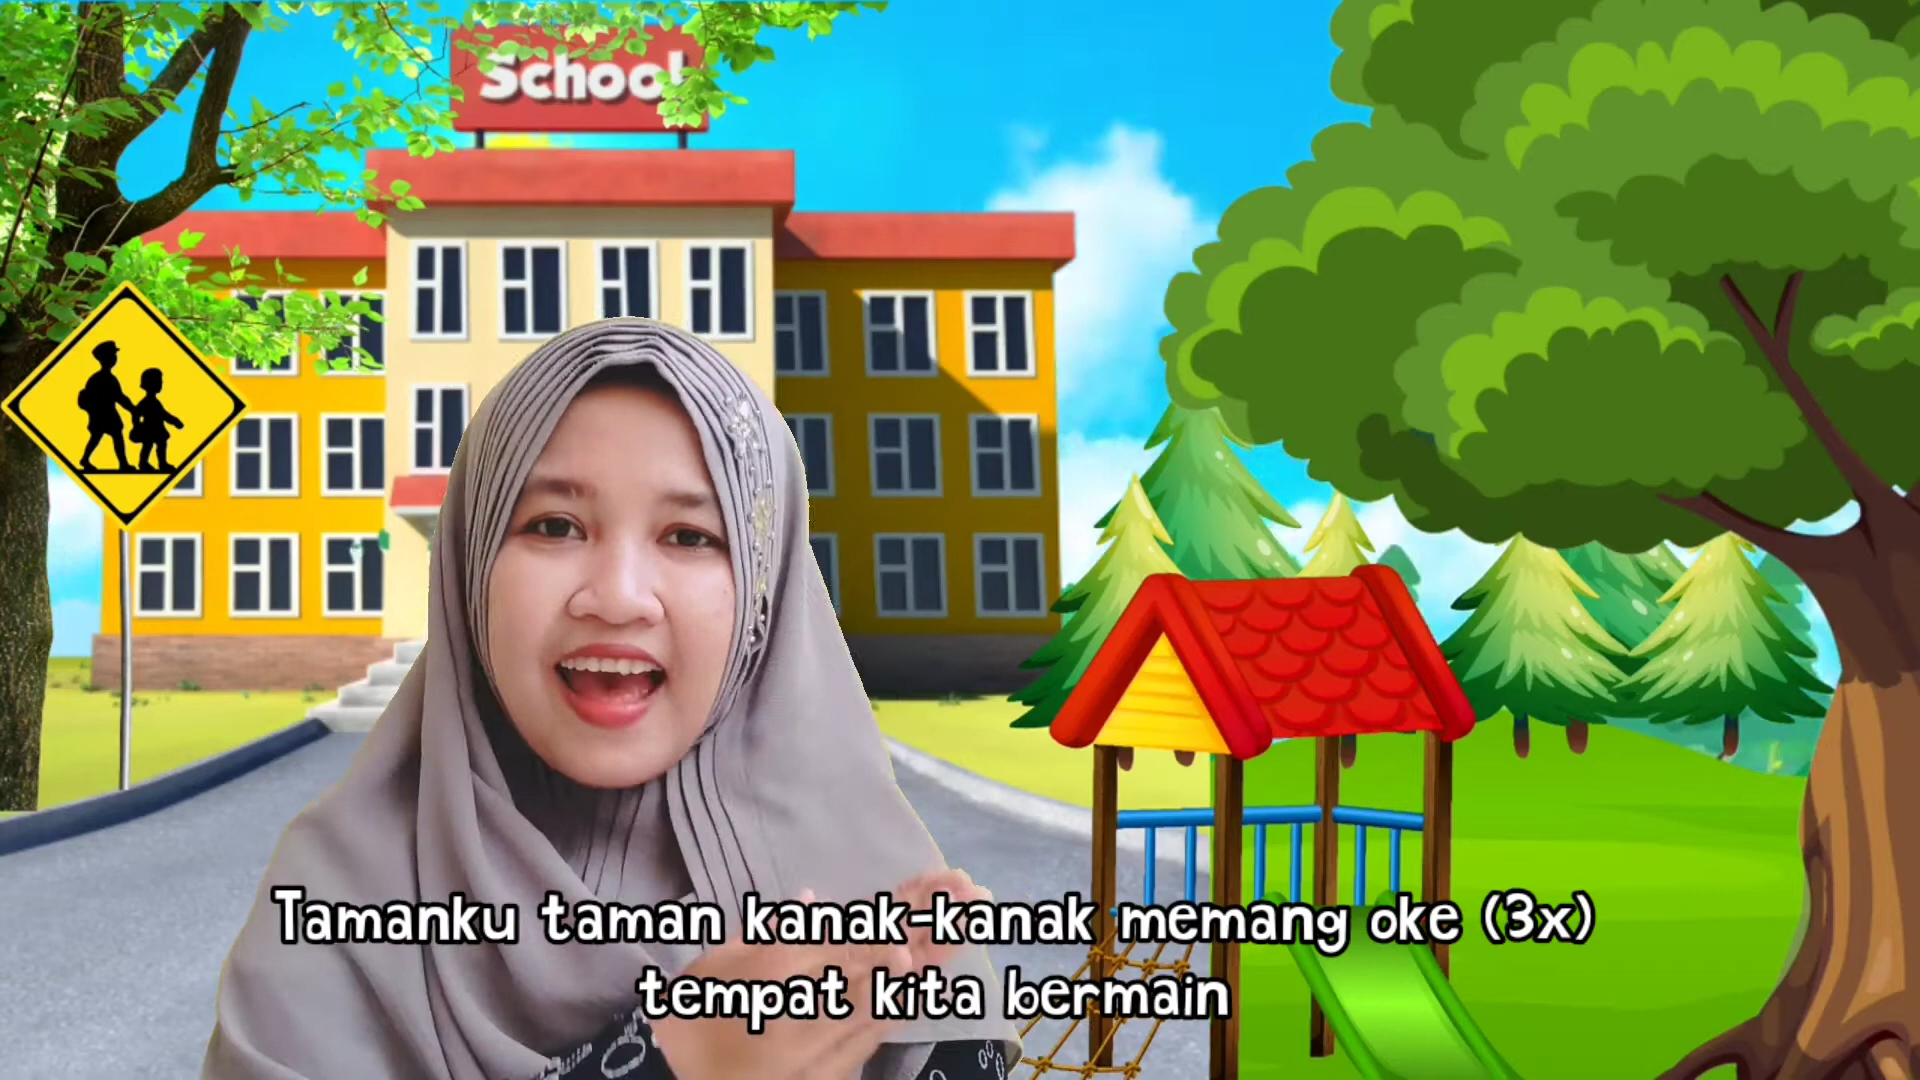 School
Tamanku taman kanak-kanak memang oke (3x)
tempat kita bermain